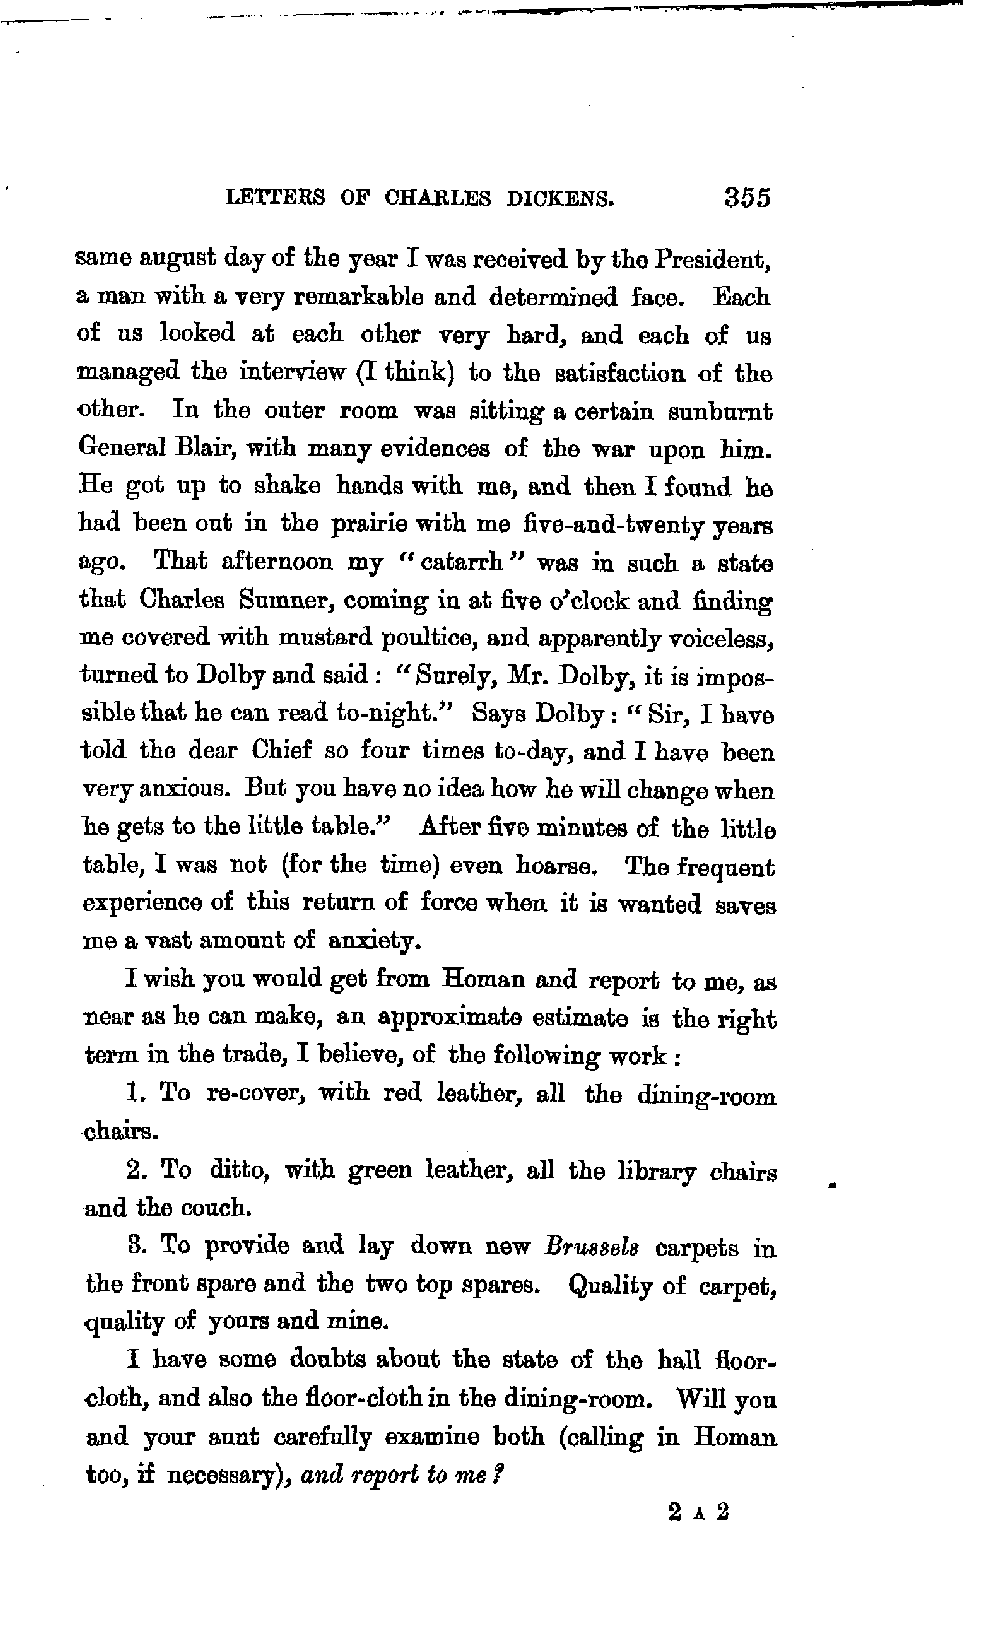 LETTERS OF CHARLES DICKENS. 355
same august day of the year I was received by the President,
a man with a very remarkable and determined face. Each
of us looked at each other very hard, and each of us
managed the interview (I think) to the satisfaction of the
other. In the outer room was sitting a certain sunburnt
General Blair, with many evidences of the war upon him.
He got up to shake hands with me, and then I found he
had been out in the prairie with me five-and-twenty years
ago. That afternoon my “catarrh” was in such a state
that Charles Sumner, coming in at five o’clock and finding
me covered with mustard poultice, and apparently voiceless,
turned to Dolby and said: “Surely, Mr. Dolby, it is impos-
sible that he can read to-night.” Says Dolby: “Sir, I have
told the dear Chief so four times to-day, and I have been
very anxious. But you have no idea how he will change when
he gets to the little table.” After five minutes of the little
table, I was not (for the time) even hoarse. The frequent
experience of this return of force when it is wanted saves
me a vast amount of anxiety.
I wish you would get from Homan and report to me, as
near as he can make, an approximate estimate is the right
term in the trade, I believe, of the following work:
1. To re-cover, with red leather, all the dining-room
chairs.
2. To ditto, with green leather, all the library chairs
and the couch.
3. To provide and lay down new Brussels carpets in
the front spare and the two top spares. Quality of carpet,
quality of yours and mine.
I have some doubts about the state of the hall floor-
cloth, and also the floor-cloth in the dining-room. Will you
and your aunt carefully examine both (calling in Homan
too, if necessary), and report to me?
2 A 2